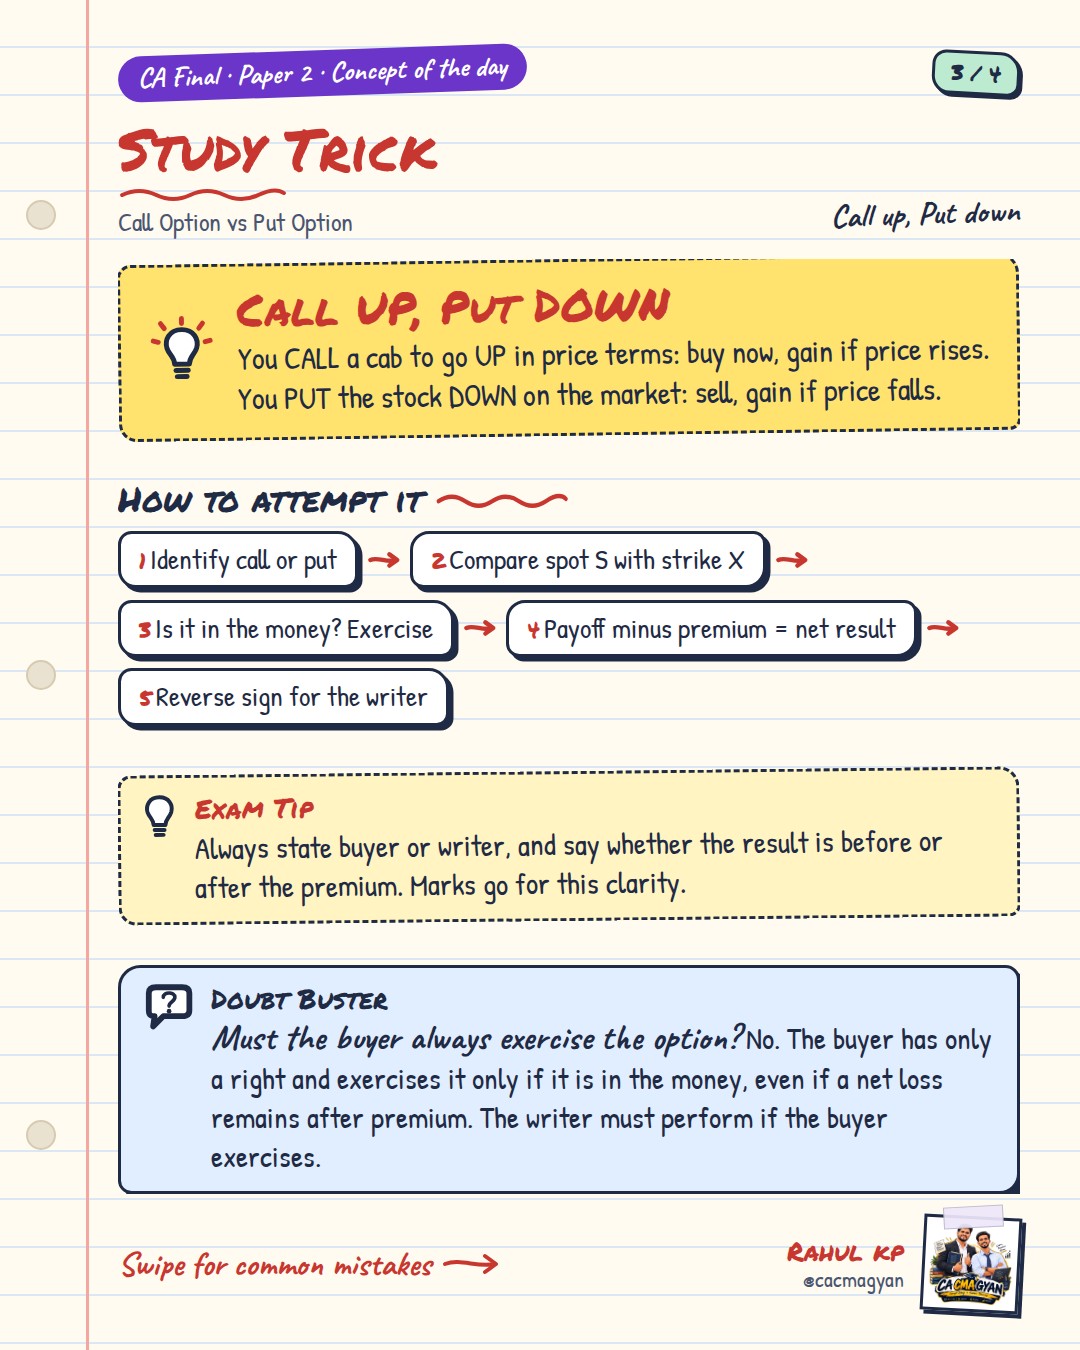 CA Final · Paper 2 · Concept of the day
3 / 4
STUDY TRICK
Call Option vs Put Option
Call up, Put down
CALL UP, PUT DOWN
You CALL a cab to go UP in price terms: buy now, gain if price rises.
You PUT the stock DOWN on the market: sell, gain if price falls.
HOW TO ATTEMPT IT
1 Identify call or put
2 Compare spot S with strike X
3 Is it in the money? Exercise
4 Payoff minus premium = net result
5 Reverse sign for the writer
EXAM TIP
Always state buyer or writer, and say whether the result is before or
after the premium. Marks go for this clarity.
DOUBT BUSTER
Must the buyer always exercise the option? No. The buyer has only
a right and exercises it only if it is in the money, even if a net loss
remains after premium. The writer must perform if the buyer
exercises.
Swipe for common mistakes
RAHUL KP
@cacmagyan
CA CMA GYAN